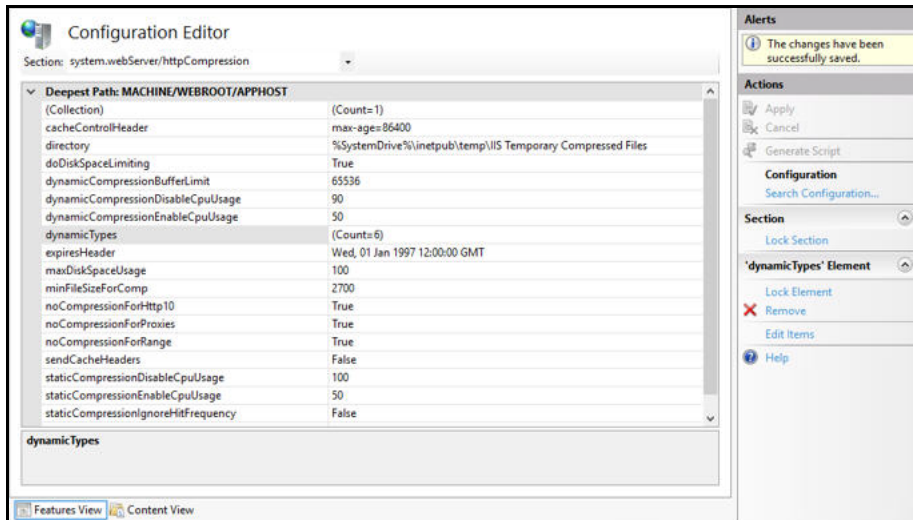 Configuration Editor
Section: system.webServer/httpCompression
Deepest Path: MACHINE/WEBROOT/APPHOST
(Collection) (Count=1)
cacheControlHeader max-age=86400
directory %SystemDrive%\inetpub\temp\IIS Temporary Compressed Files
doDiskSpaceLimiting True
dynamicCompressionBufferLimit 65536
dynamicCompressionDisableCpuUsage 90
dynamicCompressionEnableCpuUsage 50
dynamicTypes (Count=6)
expiresHeader Wed, 01 Jan 1997 12:00:00 GMT
maxDiskSpaceUsage 100
minFileSizeForComp 2700
noCompressionForHttp10 True
noCompressionForProxies True
noCompressionForRange True
sendCacheHeaders False
staticCompressionDisableCpuUsage 100
staticCompressionEnableCpuUsage 50
staticCompressionIgnoreHitFrequency False
dynamicTypes
Features View Content View
Alerts
The changes have been
successfully saved.
Actions
Apply
Cancel
Generate Script
Configuration
Search Configuration...
Section
Lock Section
'dynamicTypes' Element
Lock Element
Remove
Edit Items
Help